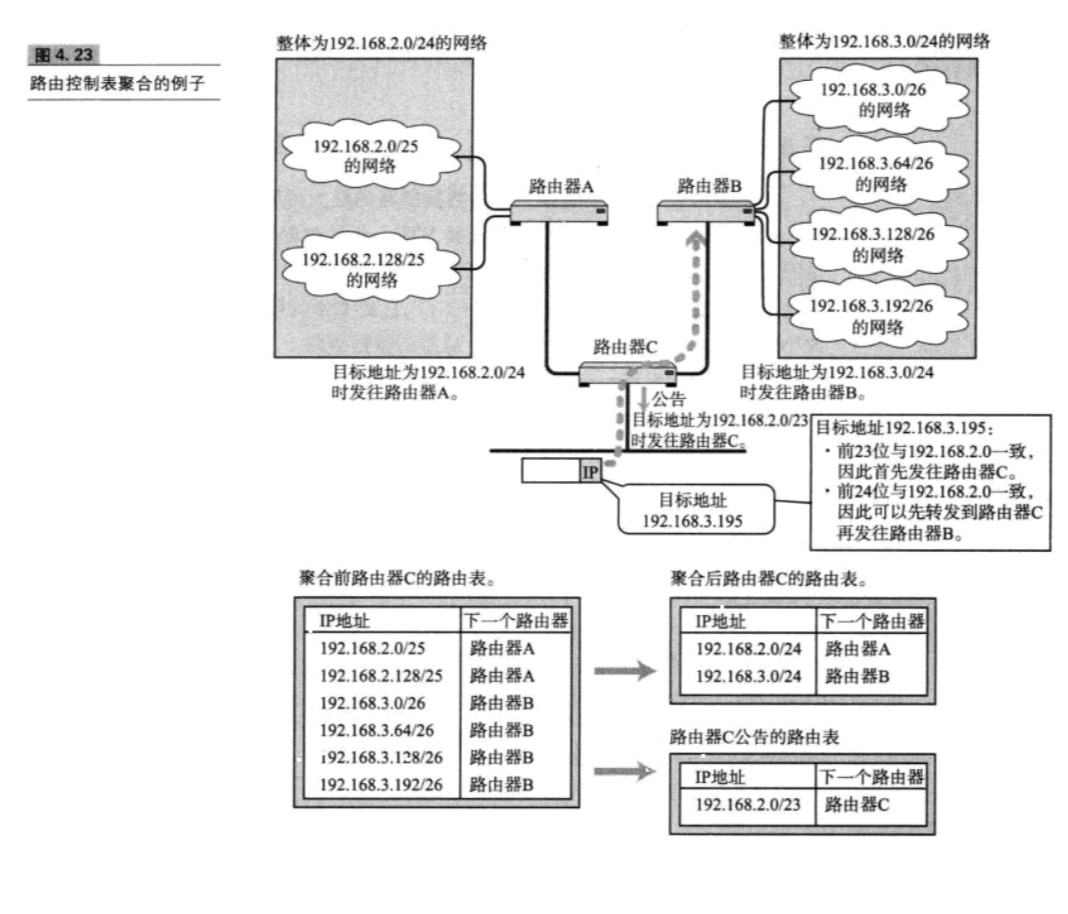 图 4. 23
路由控制表聚合的例子
整体为192.168.2.0/24的网络
整体为192.168.3.0/24的网络
192.168.2.0/25
的网络
192.168.2.128/25
的网络
路由器A
路由器B
192.168.3.0/26
的网络
192.168.3.64/26
的网络
192.168.3.128/26
的网络
192.168.3.192/26
的网络
路由器C
目标地址为192.168.2.0/24
时发往路由器A。
目标地址为192.168.3.0/24
时发往路由器B。
公告
目标地址为192.168.2.0/23
时发往路由器C。
IP
目标地址
192.168.3.195
目标地址192.168.3.195：
·前23位与192.168.2.0一致，
因此首先发往路由器C。
·前24位与192.168.2.0一致，
因此可以先转发到路由器C
再发往路由器B。
聚合前路由器C的路由表。
IP地址 下一个路由器
192.168.2.0/25 路由器A
192.168.2.128/25 路由器A
192.168.3.0/26 路由器B
192.168.3.64/26 路由器B
192.168.3.128/26 路由器B
192.168.3.192/26 路由器B
聚合后路由器C的路由表。
IP地址 下一个路由器
192.168.2.0/24 路由器A
192.168.3.0/24 路由器B
路由器C公告的路由表
IP地址 下一个路由器
192.168.2.0/23 路由器C